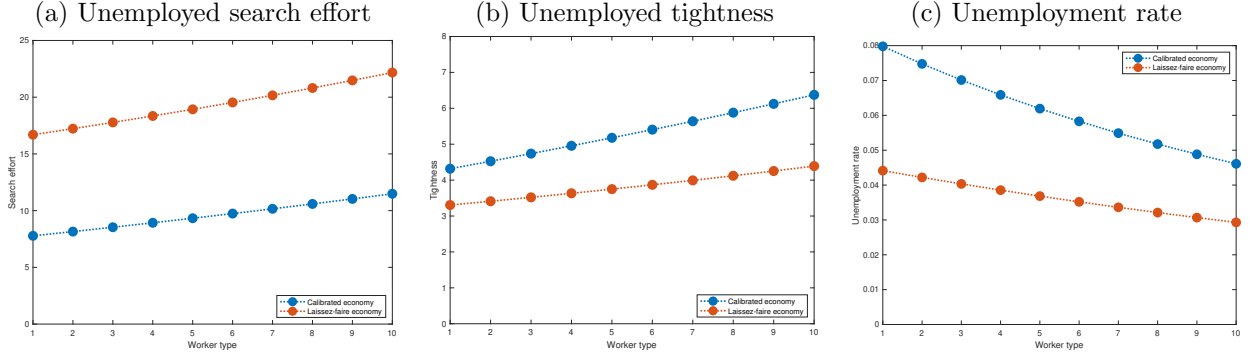 (a) Unemployed search effort
25
20
15
10
5
0
1 2 3 4 5 6 7 8 9 10
Search effort
Worker type
Calibrated economy
Laissez-faire economy
(b) Unemployed tightness
8
7
6
5
4
3
2
1
0
1 2 3 4 5 6 7 8 9 10
Tightness
Worker type
Calibrated economy
Laissez-faire economy
(c) Unemployment rate
0.08
0.07
0.06
0.05
0.04
0.03
0.02
0.01
0
1 2 3 4 5 6 7 8 9 10
Unemployment rate
Worker type
Calibrated economy
Laissez-faire economy